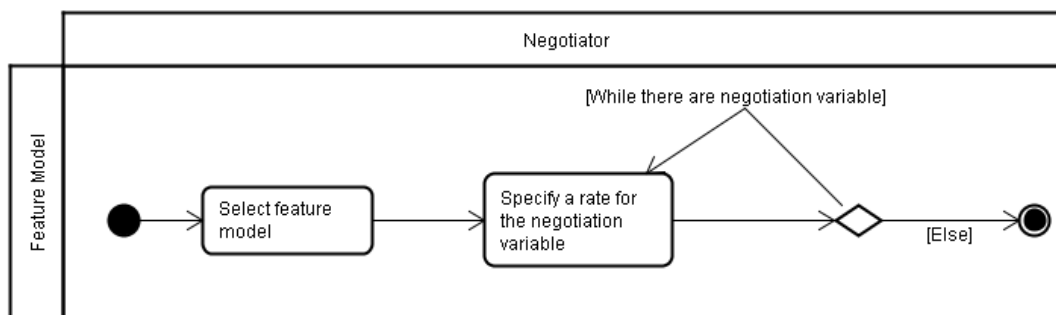 Negotiator
Feature Model
[While there are negotiation variable]
Select feature
model
Specify a rate for
the negotiation
variable
[Else]